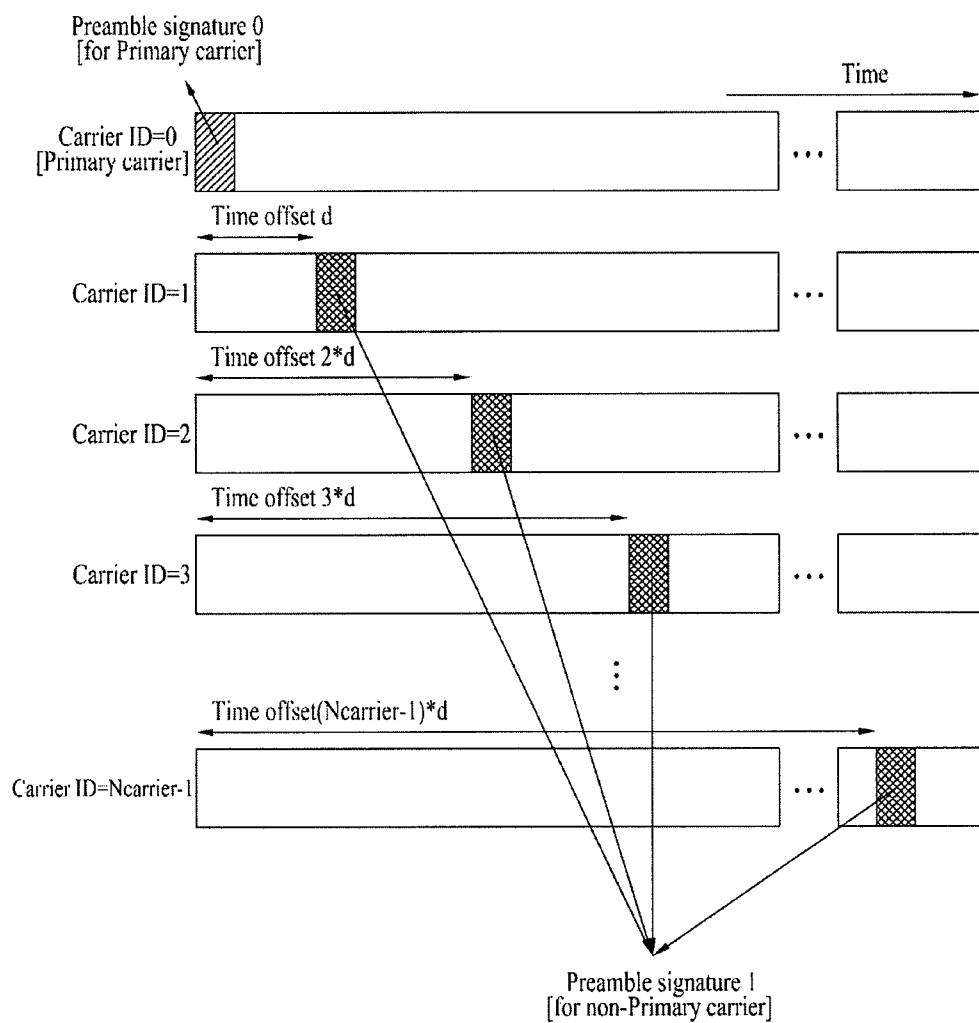 Preamble signature 0
[for Primary carrier]
Time
Carrier ID=0
[Primary carrier]
Time offset d
Carrier ID=1
Time offset 2*d
Carrier ID=2
Time offset 3*d
Carrier ID=3
Time offset(Ncarrier-1)*d
Carrier ID=Ncarrier-1
Preamble signature 1
[for non-Primary carrier]